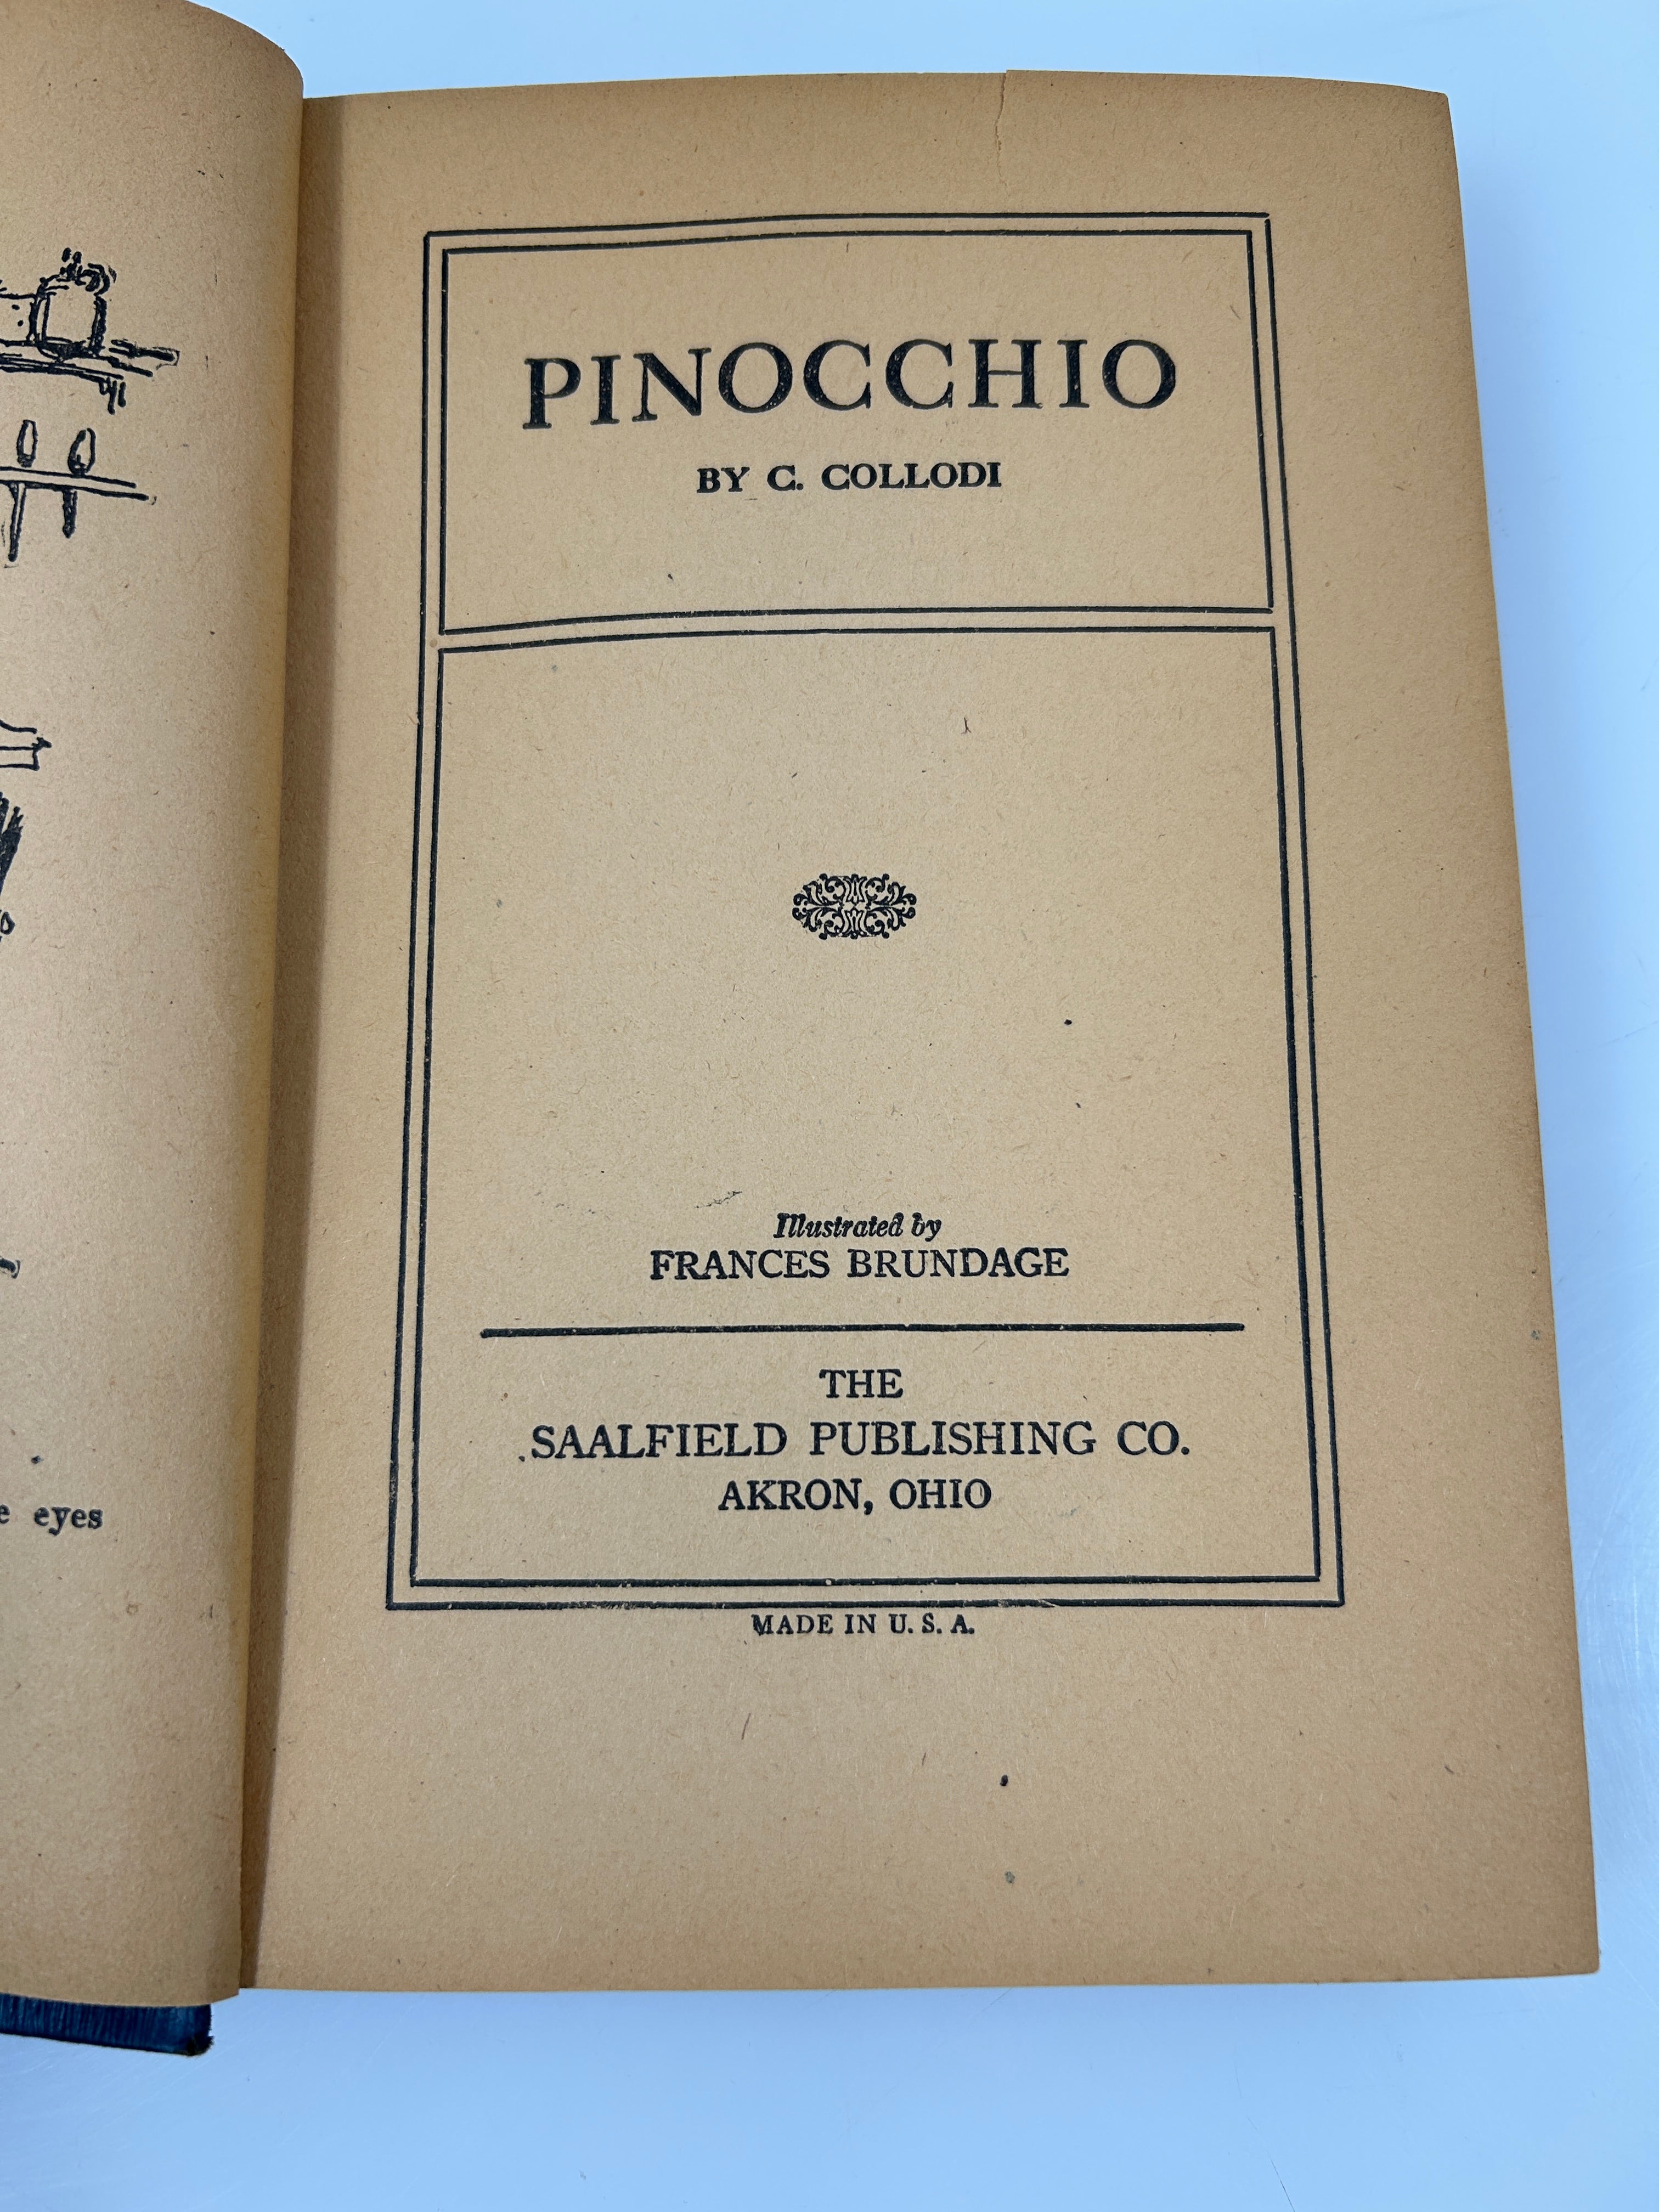 e eyes
PINOCCHIO
BY C. COLLODI
Illustrated by
FRANCES BRUNDAGE
THE
SAALFIELD PUBLISHING CO.
AKRON, OHIO
MADE IN U. S. A.